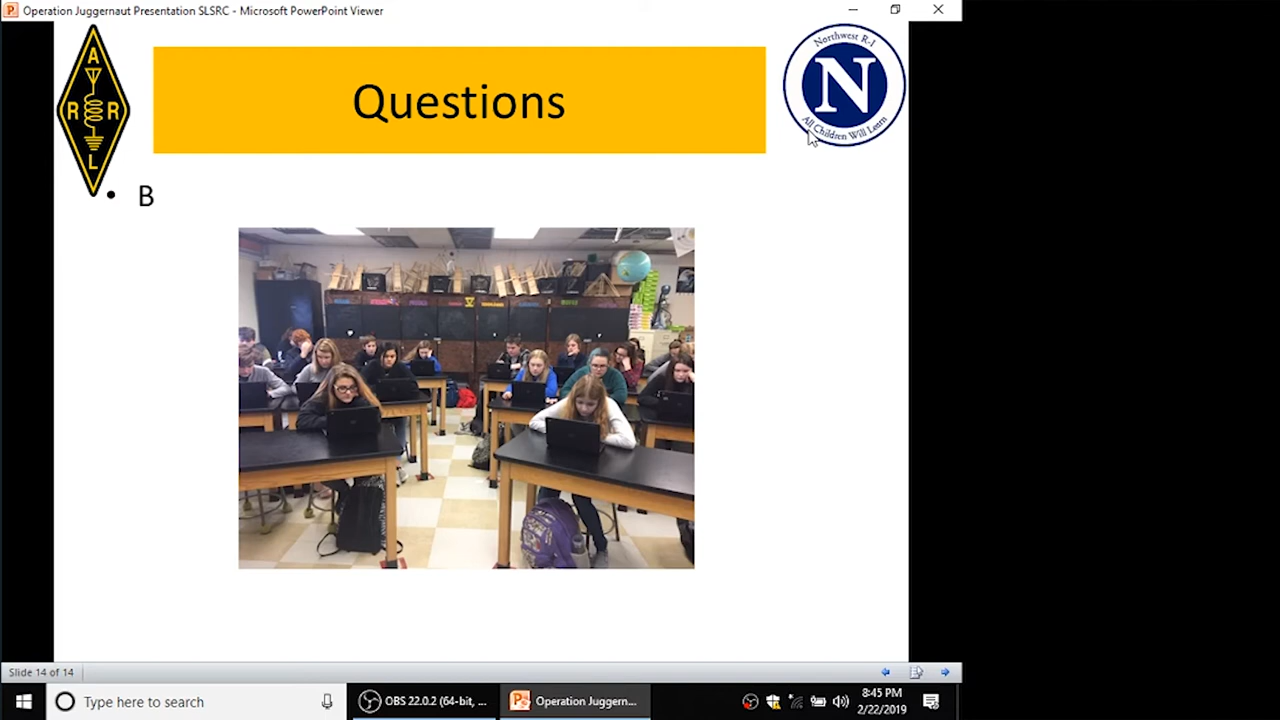 Operation Juggernaut Presentation SLSRC - Microsoft PowerPoint Viewer
A
R R
L
Questions
Northwest R-1
N
All Children Will Learn
• B
Slide 14 of 14
Type here to search
OBS 22.0.2 (64-bit, ...
Operation Juggern...
8:45 PM
2/22/2019